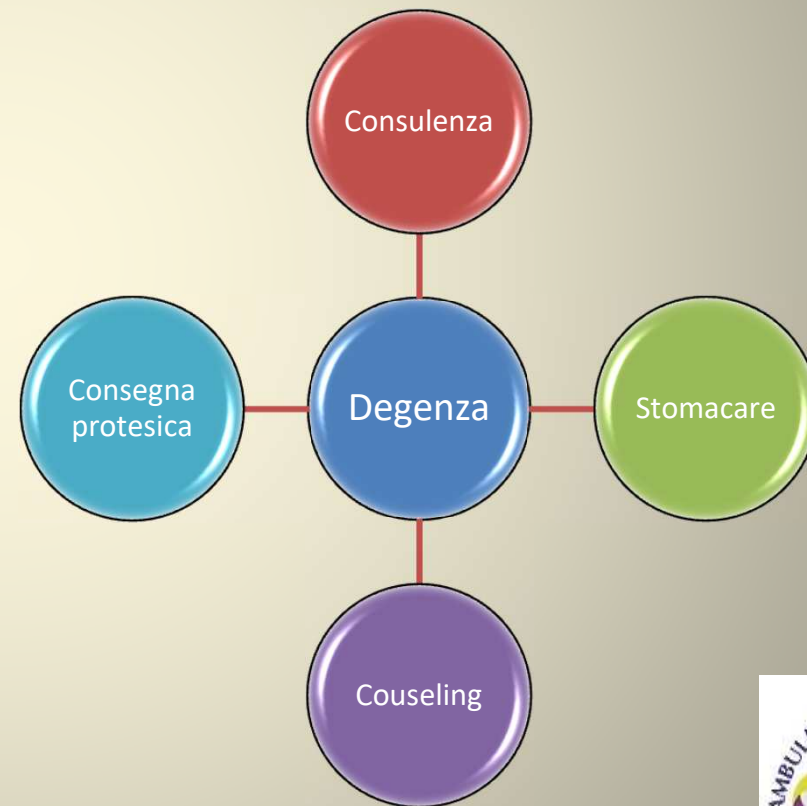 Consulenza
Consegna
protesica
Degenza
Stomacare
Couseling